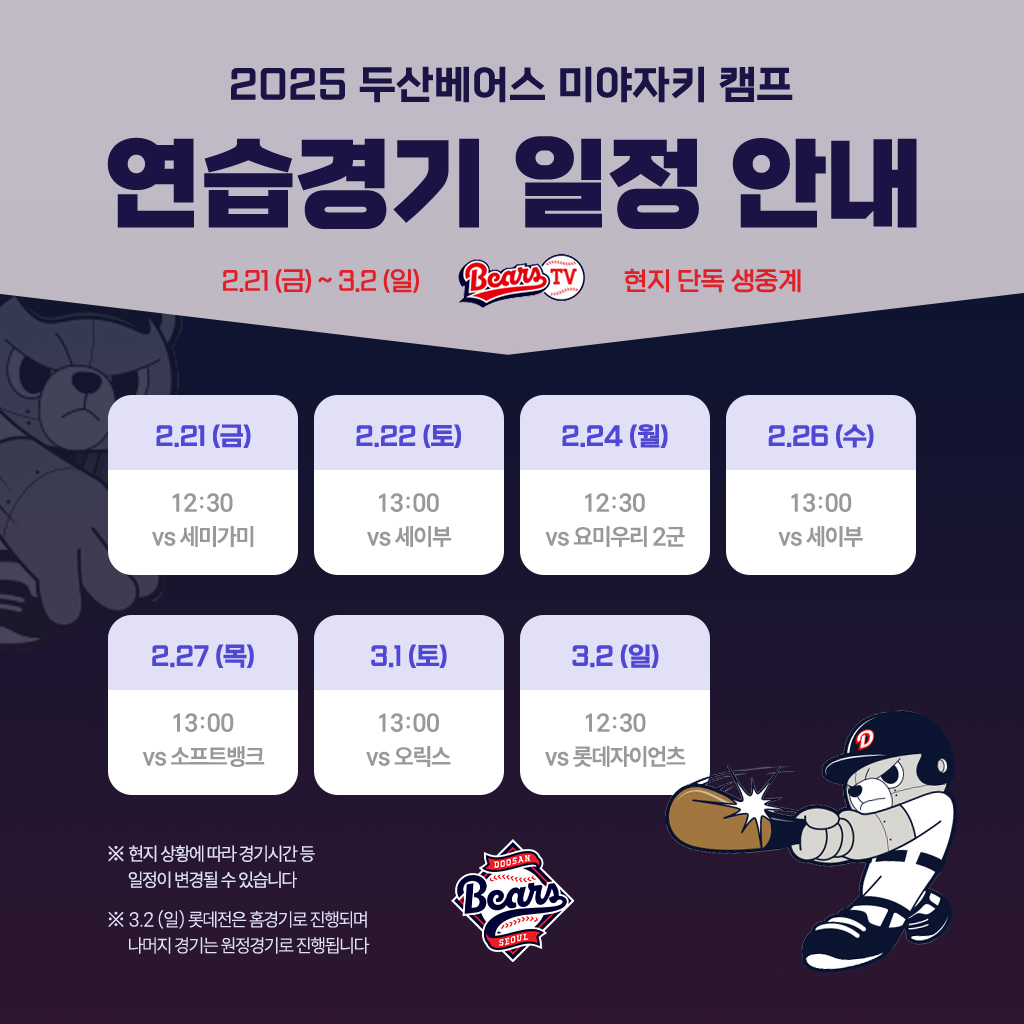 2025 두산베어스 미야자키 캠프
연습경기 일정 안내
2.21 (금) ~ 3.2 (일) Bears TV 현지 단독 생중계
2.21 (금)
12:30
vs 세미가미
2.22 (토)
13:00
vs 세이부
2.24 (월)
12:30
vs 요미우리 2군
2.26 (수)
13:00
vs 세이부
2.27 (목)
13:00
vs 소프트뱅크
3.1 (토)
13:00
vs 오릭스
3.2 (일)
12:30
vs 롯데자이언츠
D
※ 현지 상황에 따라 경기시간 등
일정이 변경될 수 있습니다
※ 3.2 (일) 롯데전은 홈경기로 진행되며
나머지 경기는 원정경기로 진행됩니다
DOOSAN
Bears
SEOUL